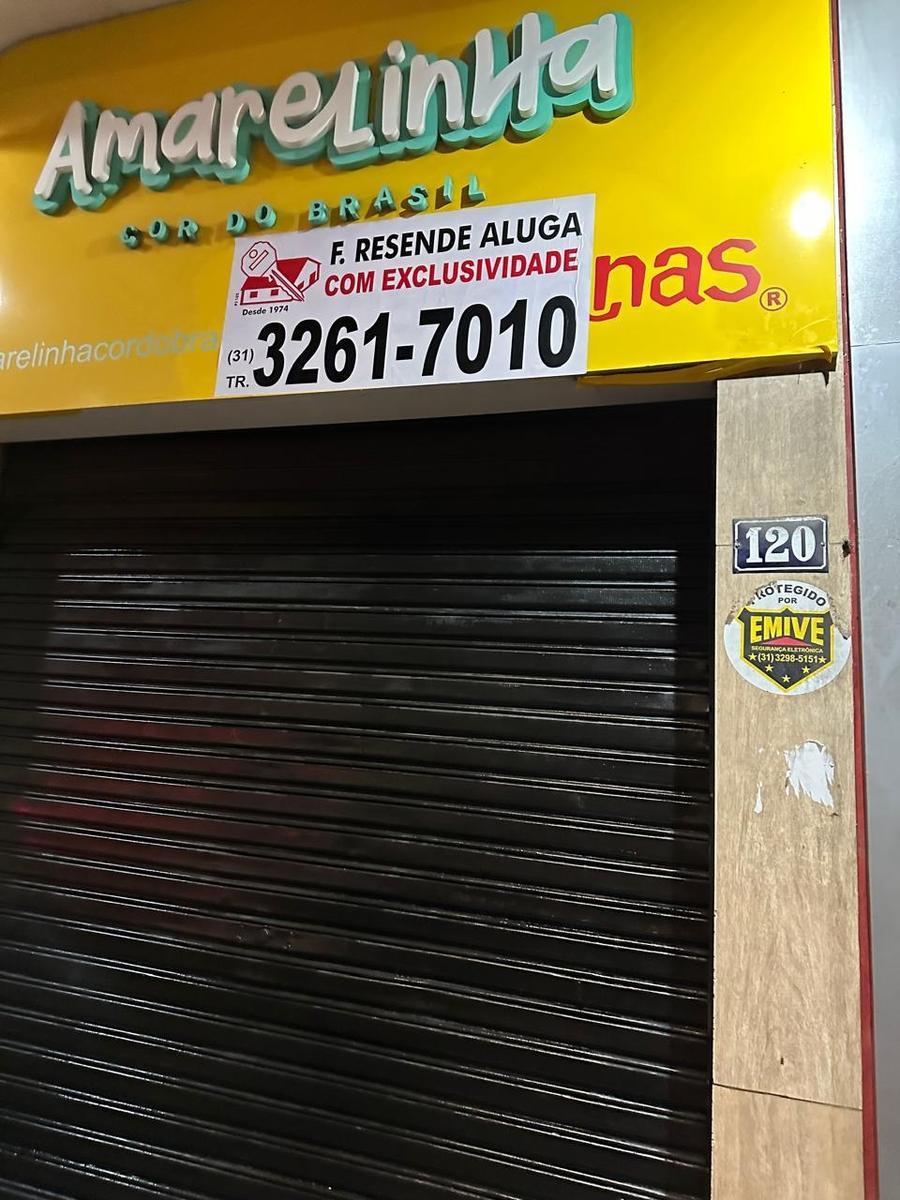 AmareLinHa
COR DO BRASIL
F. RESENDE ALUGA
COM EXCLUSIVIDADE
Desde 1974
(31) 3261-7010
TR.
nas®
arelinhacordobra
120
PROTEGIDO
POR
EMIVE
SEGURANÇA ELETRÔNICA
(31) 3298-5151